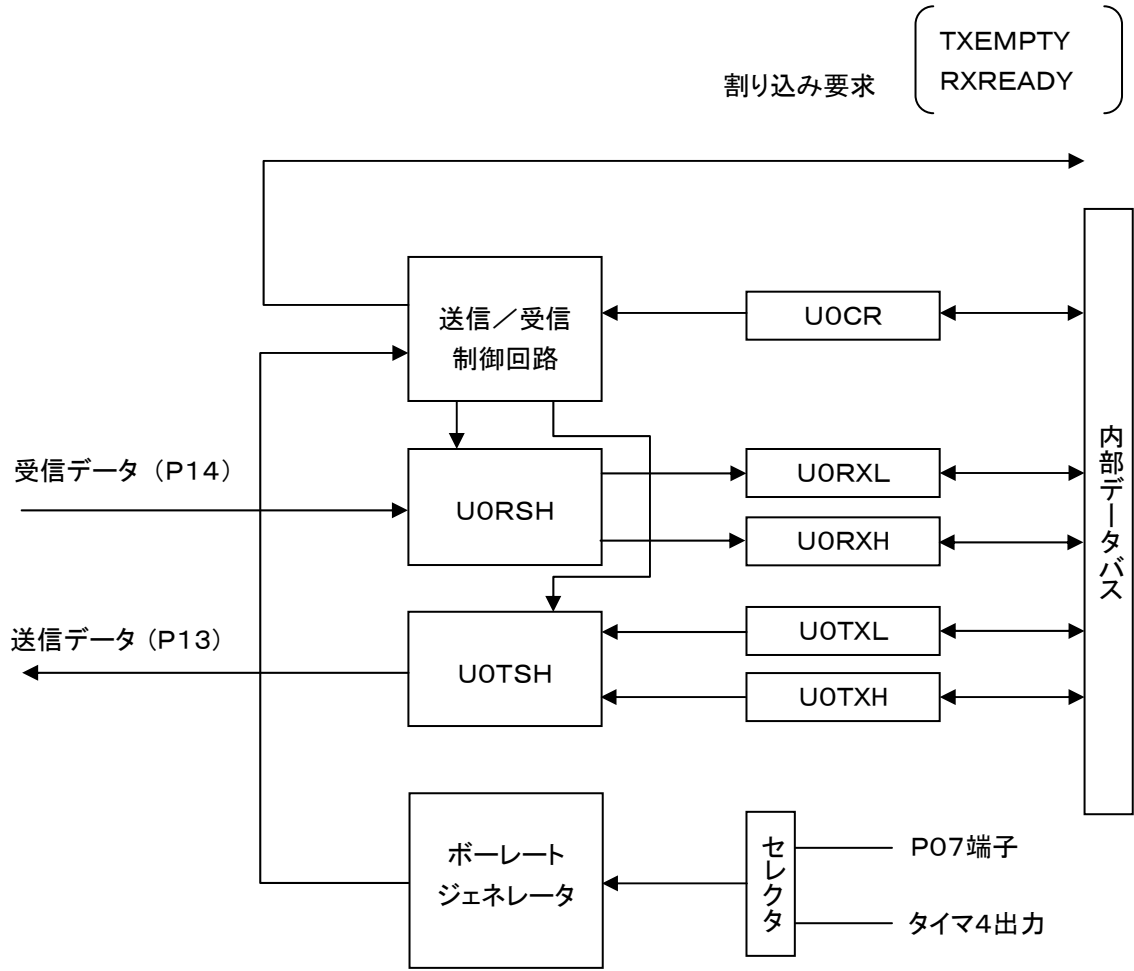 TXEMPTY
割り込み要求
RXREADY
送信／受信
制御回路
U0CR
受信データ（P14）
U0RSH
U0RXL
U0RXH
内部データバス
送信データ（P13）
U0TSH
U0TXL
U0TXH
ボーレート
ジェネレータ
セレクタ
P07端子
タイマ4出力